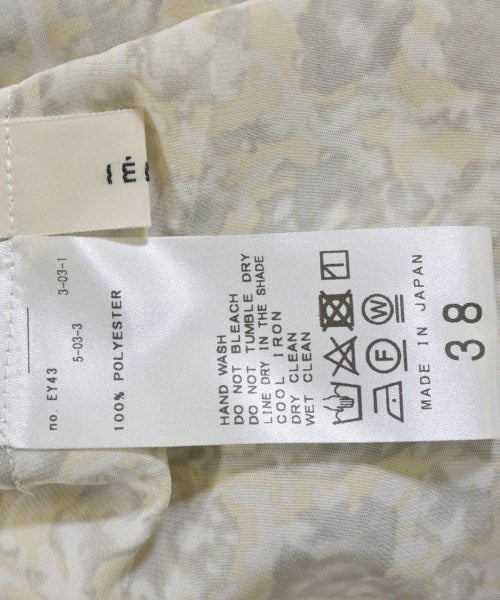 m.
no. EY43
5-03-3
3-03-1
100% POLYESTER
HAND WASH
DO NOT BLEACH
DO NOT TUMBLE DRY
LINE DRY IN THE SHADE
COOL IRON
DRY CLEAN
WET CLEAN
F
W
MADE IN JAPAN
38